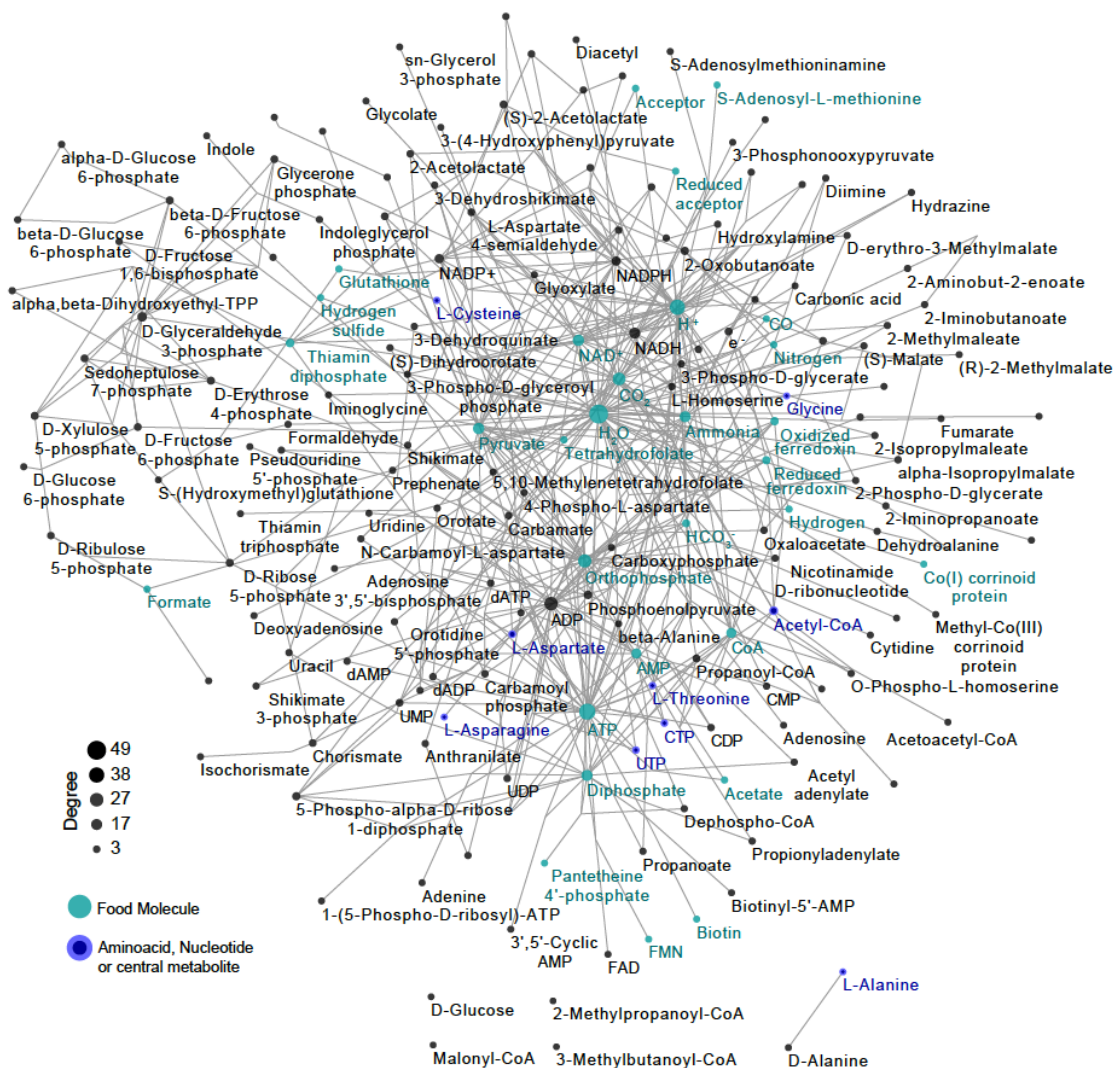 Diacetyl
sn-Glycerol
3-phosphate
S-Adenosylmethioninamine
Acceptor
S-Adenosyl-L-methionine
Glycolate
(S)-2-Acetolactate
Indole
3-(4-Hydroxyphenyl)pyruvate
alpha-D-Glucose
6-phosphate
Glycerone
phosphate
2-Acetolactate
3-Phosphonooxypyruvate
Reduced
acceptor
Diimine
3-Dehydroshikimate
Hydrazine
beta-D-Fructose
6-phosphate
beta-D-Glucose
6-phosphate
Indoleglycerol
phosphate
L-Aspartate
4-semialdehyde
Hydroxylamine
D-erythro-3-Methylmalate
D-Fructose
1,6-bisphosphate
NADP+
NADPH
2-Oxobutanoate
Glutathione
Glyoxylate
2-Aminobut-2-enoate
alpha,beta-Dihydroxyethyl-TPP
Carbonic acid
Hydrogen
sulfide
L-Cysteine
H+
CO
2-Iminobutanoate
D-Glyceraldehyde
3-phosphate
3-Dehydroquinate
NAD+
NADH
e-
2-Methylmaleate
Thiamin
diphosphate
(S)-Dihydroorotate
Nitrogen
(S)-Malate
(R)-2-Methylmalate
Sedoheptulose
7-phosphate
3-Phospho-D-glyceroyl
phosphate
CO2
3-Phospho-D-glycerate
D-Erythrose
4-phosphate
Iminoglycine
L-Homoserine
Glycine
D-Xylulose
5-phosphate
D-Fructose
6-phosphate
Formaldehyde
Pyruvate
H2O
Ammonia
Oxidized
ferredoxin
Fumarate
2-Isopropylmaleate
Pseudouridine
5'-phosphate
Shikimate
Tetrahydrofolate
D-Glucose
6-phosphate
Prephenate
5,10-Methylenetetrahydrofolate
Reduced
ferredoxin
alpha-Isopropylmalate
S-(Hydroxymethyl)glutathione
2-Phospho-D-glycerate
4-Phospho-L-aspartate
Thiamin
triphosphate
Uridine
Orotate
Carbamate
HCO3-
Hydrogen
2-Iminopropanoate
D-Ribulose
5-phosphate
N-Carbamoyl-L-aspartate
Carboxyphosphate
Oxaloacetate
Dehydroalanine
D-Ribose
5-phosphate
Adenosine
3',5'-bisphosphate
dATP
Orthophosphate
Nicotinamide
D-ribonucleotide
Co(I) corrinoid
protein
Formate
ADP
Phosphoenolpyruvate
Deoxyadenosine
Orotidine
5'-phosphate
L-Aspartate
beta-Alanine
CoA
Acetyl-CoA
Cytidine
Methyl-Co(III)
corrinoid
protein
Uracil
dAMP
AMP
Propanoyl-CoA
O-Phospho-L-homoserine
Shikimate
3-phosphate
dADP
Carbamoyl
phosphate
L-Threonine
CMP
UMP
L-Asparagine
ATP
CTP
CDP
Adenosine
Acetoacetyl-CoA
Isochorismate
Chorismate
Anthranilate
UTP
UDP
Diphosphate
Acetate
Acetyl
adenylate
5-Phospho-alpha-D-ribose
1-diphosphate
Dephospho-CoA
Propanoate
Propionyladenylate
Adenine
Pantetheine
4'-phosphate
1-(5-Phospho-D-ribosyl)-ATP
Biotinyl-5'-AMP
3',5'-Cyclic
AMP
FAD
FMN
Biotin
L-Alanine
D-Glucose
2-Methylpropanoyl-CoA
Malonyl-CoA
3-Methylbutanoyl-CoA
D-Alanine
Degree
49
38
27
17
3
Food Molecule
Aminoacid, Nucleotide
or central metabolite